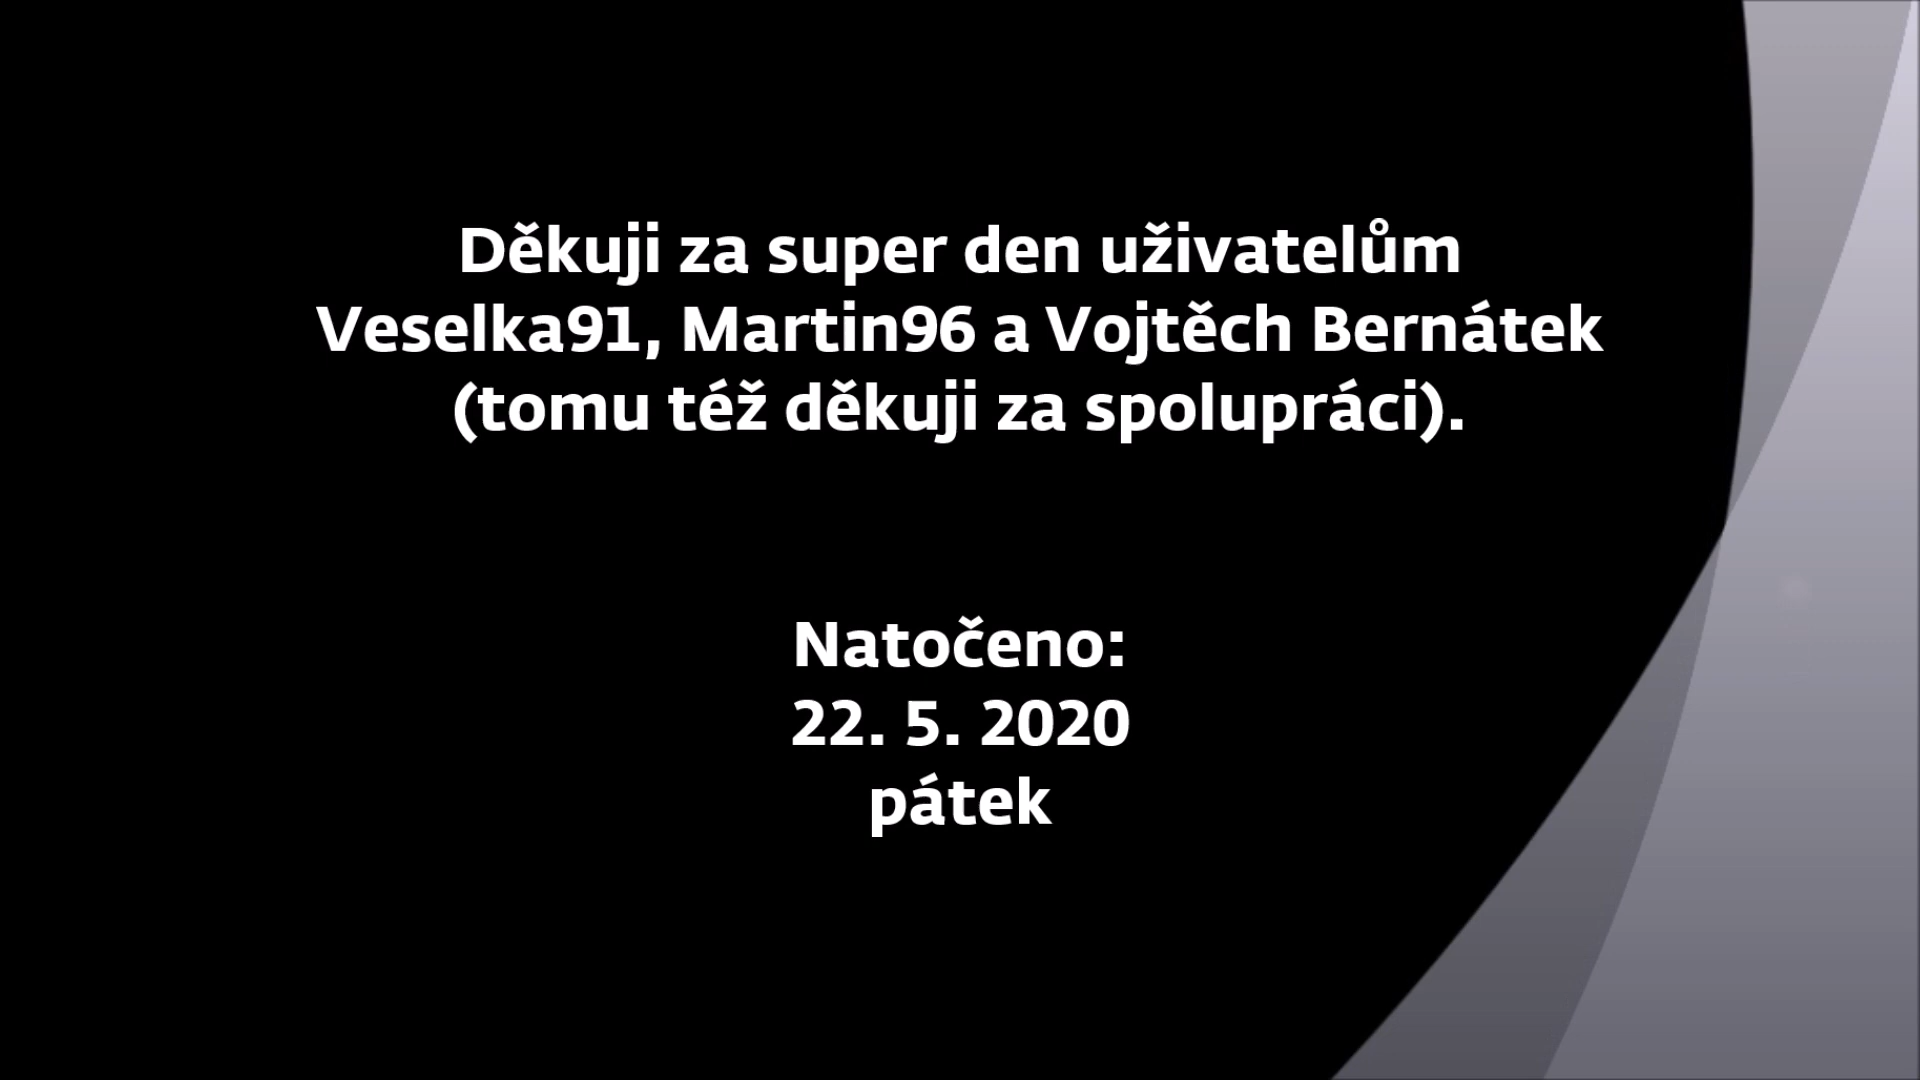 Děkuji za super den uživatelům
Veselka91, Martin96 a Vojtěch Bernátek
(tomu též děkuji za spolupráci).
Natočeno:
22. 5. 2020
pátek